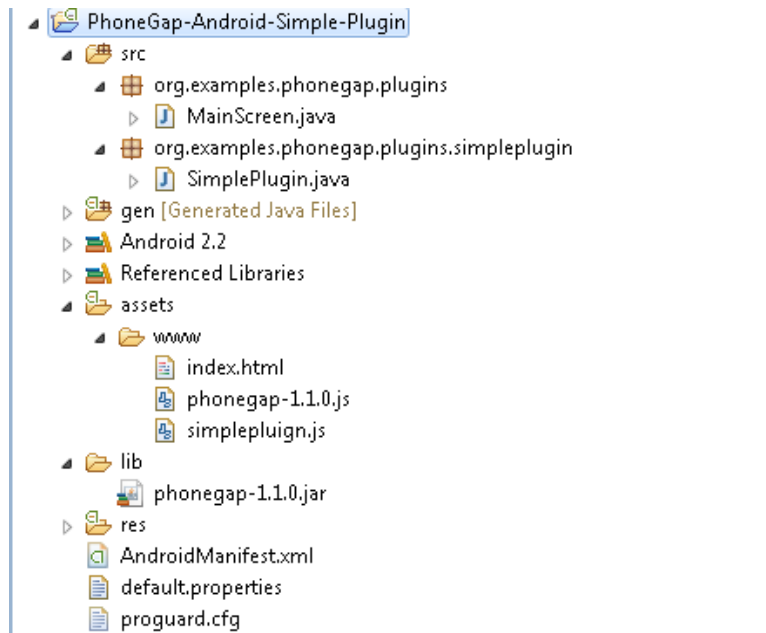 PhoneGap-Android-Simple-Plugin
src
org.examples.phonegap.plugins
MainScreen.java
org.examples.phonegap.plugins.simpleplugin
SimplePlugin.java
gen [Generated Java Files]
Android 2.2
Referenced Libraries
assets
www
index.html
phonegap-1.1.0.js
simplepluign.js
lib
phonegap-1.1.0.jar
res
AndroidManifest.xml
default.properties
proguard.cfg